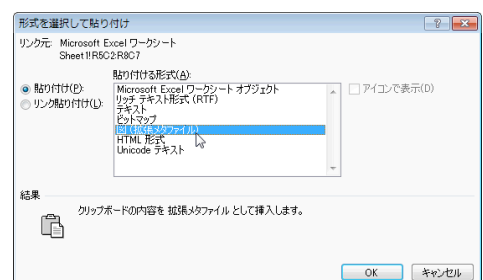 形式を選択して貼り付け
リンク元: Microsoft Excel ワークシート
Sheet1!R5C2:R8C7
貼り付ける形式(A):
貼り付け(P):
リンク貼り付け(L):
Microsoft Excel ワークシート オブジェクト
リッチ テキスト形式 (RTF)
テキスト
ビットマップ
図 (拡張メタファイル)
HTML 形式
Unicode テキスト
アイコンで表示(D)
結果
クリップボードの内容を 拡張メタファイル として挿入します。
OK キャンセル